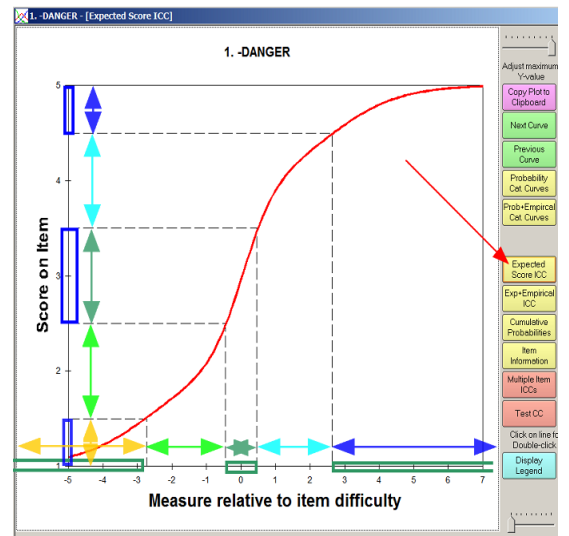 1. -DANGER - [Expected Score ICC]
1. -DANGER
Adjust maximum
Y-value
Copy Plot to
Clipboard
Next Curve
Previous
Curve
Probability
Cat. Curves
Prob+Empirical
Cat. Curves
Expected
Score ICC
Exp+Empirical
ICC
Cumulative
Probabilities
Item
Information
Multiple Item
ICCs
Test CC
Click on line to
Double-click
Display
Legend
Score on Item
5
4
3
2
1
-5 -4 -3 -2 -1 0 1 2 3 4 5 6 7
Measure relative to item difficulty